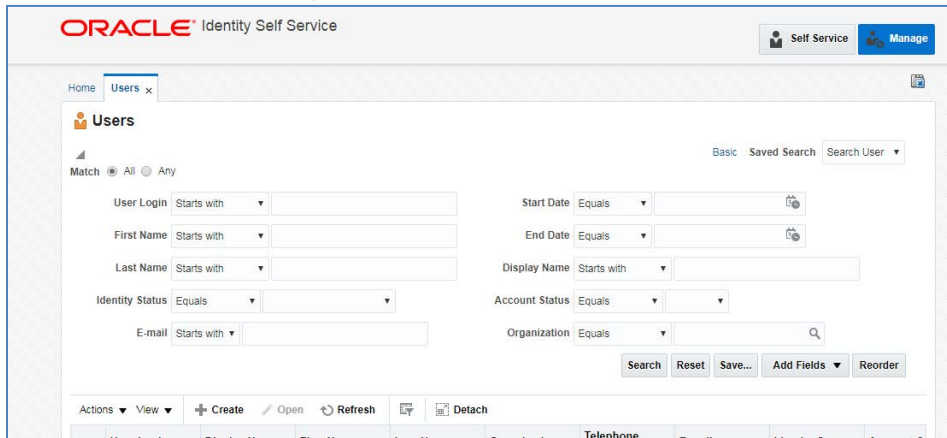 ORACLE Identity Self Service
Self Service Manage
Home Users x
Users
Basic Saved Search Search User
Match All Any
User Login Starts with Start Date Equals
First Name Starts with End Date Equals
Last Name Starts with Display Name Starts with
Identity Status Equals Account Status Equals
E-mail Starts with Organization Equals
Search Reset Save... Add Fields Reorder
Actions View Create Open Refresh Detach
Telephone